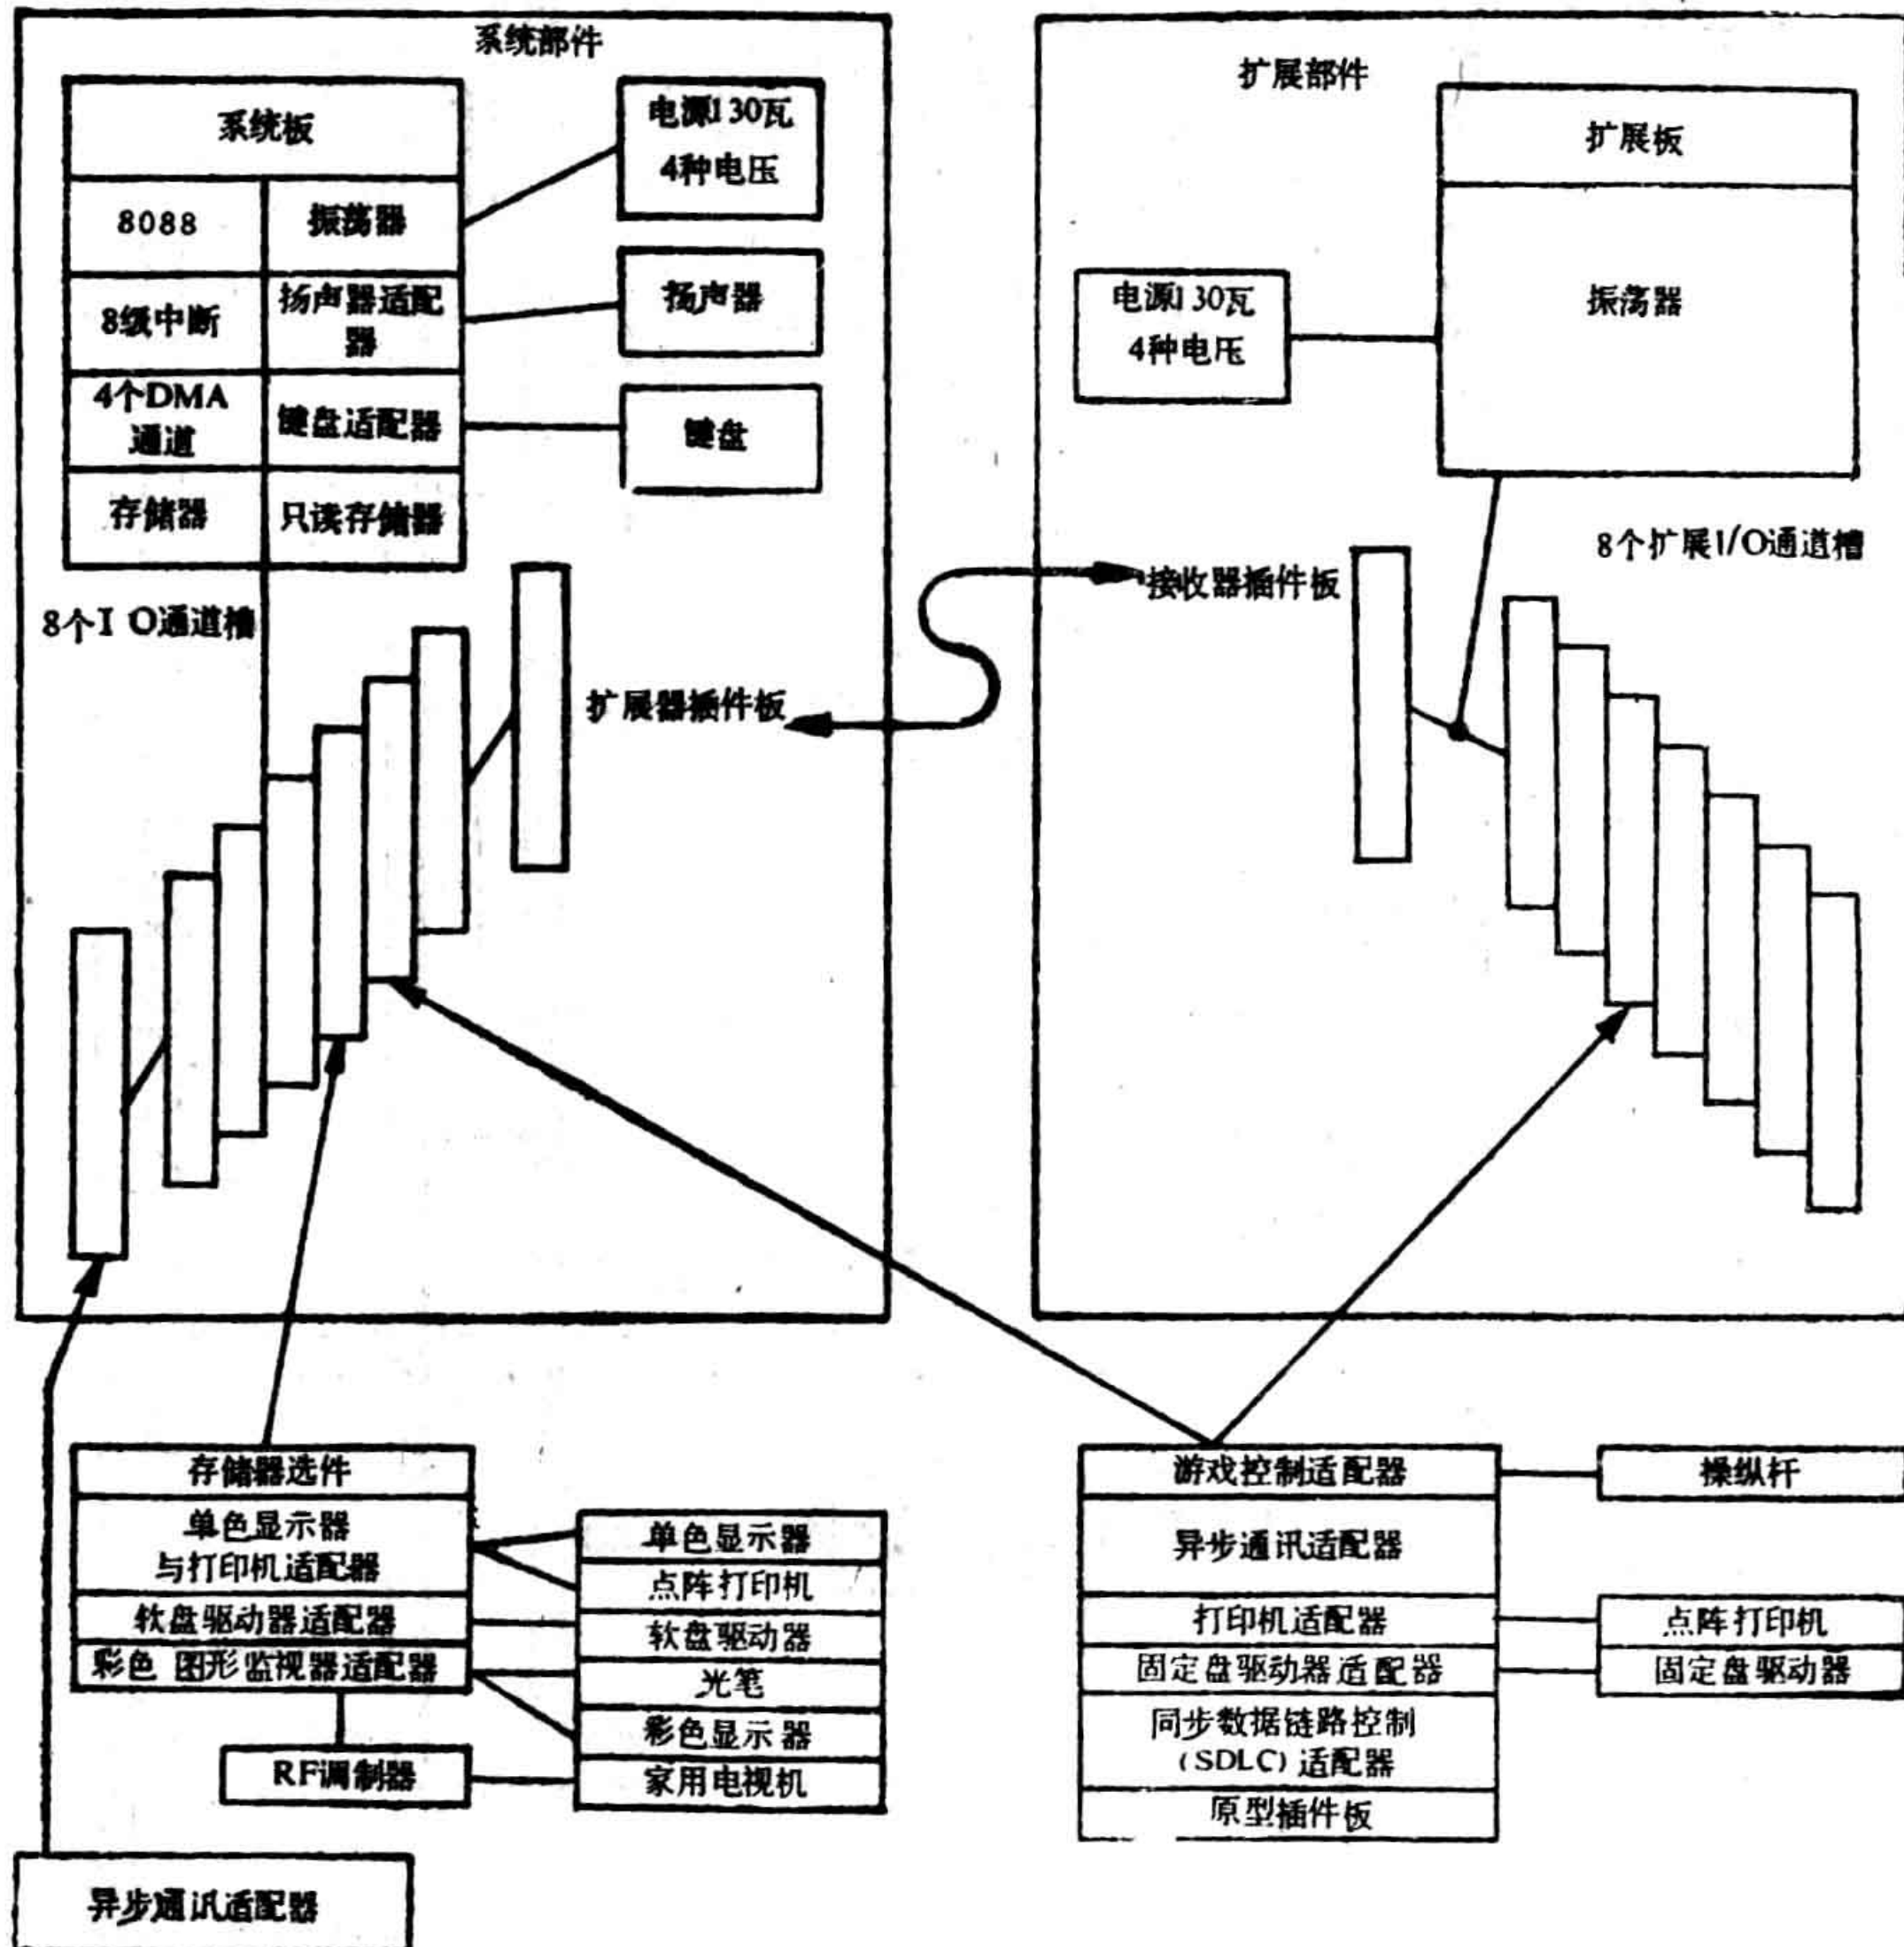 系统部件
系统板
8088
振荡器
8级中断
扬声器适配
器
4个DMA
通道
键盘适配器
存储器
只读存储器
电源130瓦
4种电压
扬声器
键盘
8个I O通道槽
扩展器插件板
扩展部件
扩展板
振荡器
电源130瓦
4种电压
8个扩展I/O通道槽
接收器插件板
存储器选件
单色显示器
与打印机适配器
软盘驱动器适配器
彩色 图形监视器适配器
RF调制器
单色显示器
点阵打印机
软盘驱动器
光笔
彩色显示器
家用电视机
异步通讯适配器
游戏控制适配器
异步通讯适配器
打印机适配器
固定盘驱动器适配器
同步数据链路控制
(SDLC) 适配器
原型插件板
操纵杆
点阵打印机
固定盘驱动器